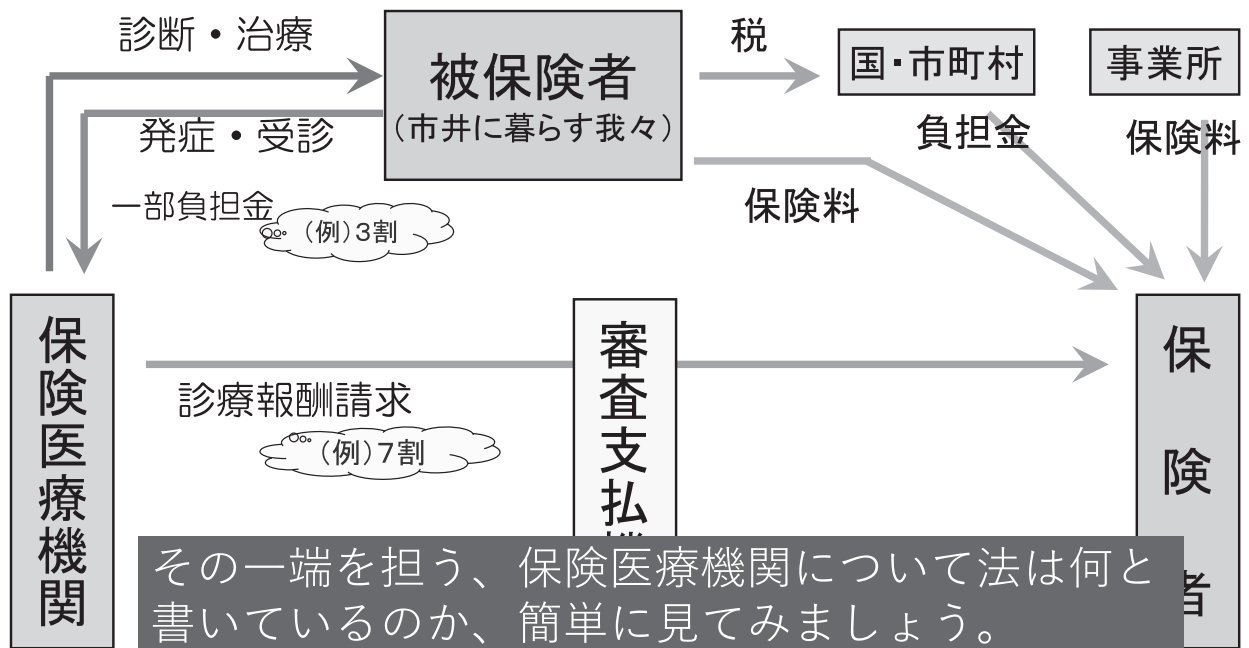 診断・治療
被保険者
(市井に暮らす我々)
税
国・市町村
事業所
発症・受診
負担金
保険料
一部負担金
(例)3割
保険料
保険医療機関
審査支払
保険者
診療報酬請求
(例)7割
その一端を担う、保険医療機関について法は何と
書いているのか、簡単に見てみましょう。